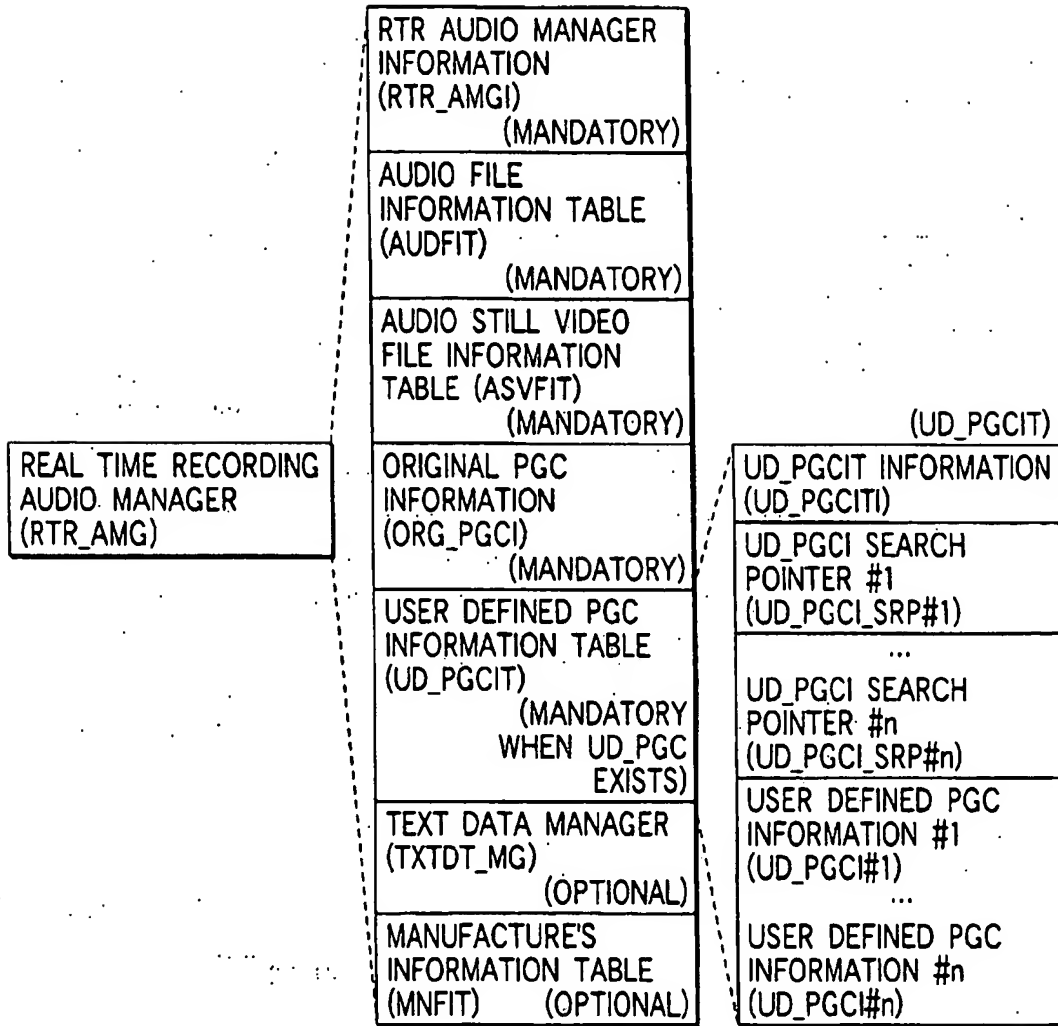 REAL TIME RECORDING
AUDIO MANAGER
(RTR_AMG)
RTR AUDIO MANAGER
INFORMATION
(RTR_AMGI)
(MANDATORY)
AUDIO FILE
INFORMATION TABLE
(AUDFIT)
(MANDATORY)
AUDIO STILL VIDEO
FILE INFORMATION
TABLE (ASVFIT)
(MANDATORY)
ORIGINAL PGC
INFORMATION
(ORG_PGCI)
(MANDATORY)
USER DEFINED PGC
INFORMATION TABLE
(UD_PGCIT)
(MANDATORY
WHEN UD_PGC
EXISTS)
TEXT DATA MANAGER
(TXTDT_MG)
(OPTIONAL)
MANUFACTURE'S
INFORMATION TABLE
(MNFIT) (OPTIONAL)
(UD_PGCIT)
UD_PGCIT INFORMATION
(UD_PGCITI)
UD_PGCI SEARCH
POINTER #1
(UD_PGCI_SRP#1)
...
UD_PGCI SEARCH
POINTER #n
(UD_PGCI_SRP#n)
USER DEFINED PGC
INFORMATION #1
(UD_PGCI#1)
...
USER DEFINED PGC
INFORMATION #n
(UD_PGCI#n)